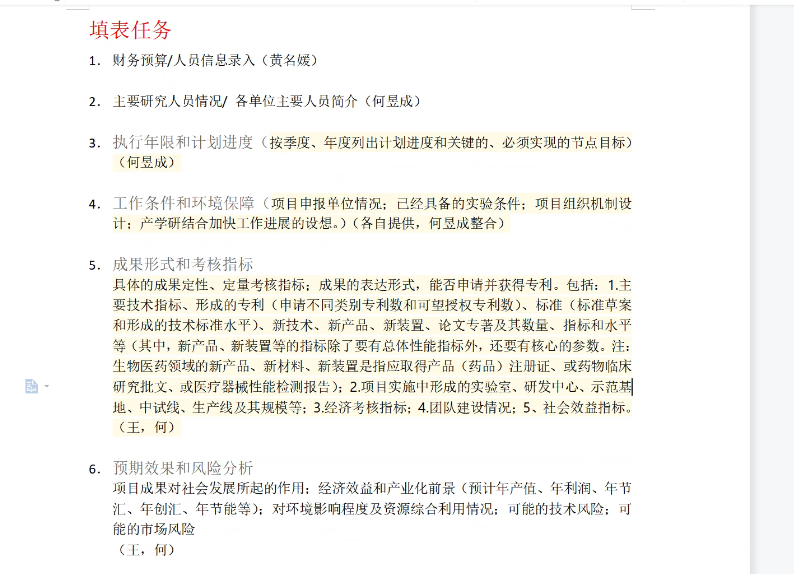 填表任务
1. 财务预算/人员信息录入（黄名媛）
2. 主要研究人员情况/ 各单位主要人员简介（何昱成）
3. 执行年限和计划进度（按季度、年度列出计划进度和关键的、必须实现的节点目标）
（何昱成）
4. 工作条件和环境保障（项目申报单位情况；已经具备的实验条件；项目组织机制设
计；产学研结合加快工作进展的设想。）（各自提供，何昱成整合）
5. 成果形式和考核指标
具体的成果定性、定量考核指标；成果的表达形式，能否申请并获得专利。包括：1.主
要技术指标、形成的专利（申请不同类别专利数和可望授权专利数）、标准（标准草案
和形成的技术标准水平）、新技术、新产品、新装置、论文专著及其数量、指标和水平
等（其中，新产品、新装置等的指标除了要有总体性能指标外，还要有核心的参数。注：
生物医药领域的新产品、新材料、新装置是指应取得产品（药品）注册证、或药物临床
研究批文、或医疗器械性能检测报告）；2.项目实施中形成的实验室、研发中心、示范基
地、中试线、生产线及其规模等；3.经济考核指标；4.团队建设情况；5、社会效益指标。
（王，何）
6. 预期效果和风险分析
项目成果对社会发展所起的作用；经济效益和产业化前景（预计年产值、年利润、年节
汇、年创汇、年节能等）；对环境影响程度及资源综合利用情况；可能的技术风险；可
能的市场风险
（王，何）